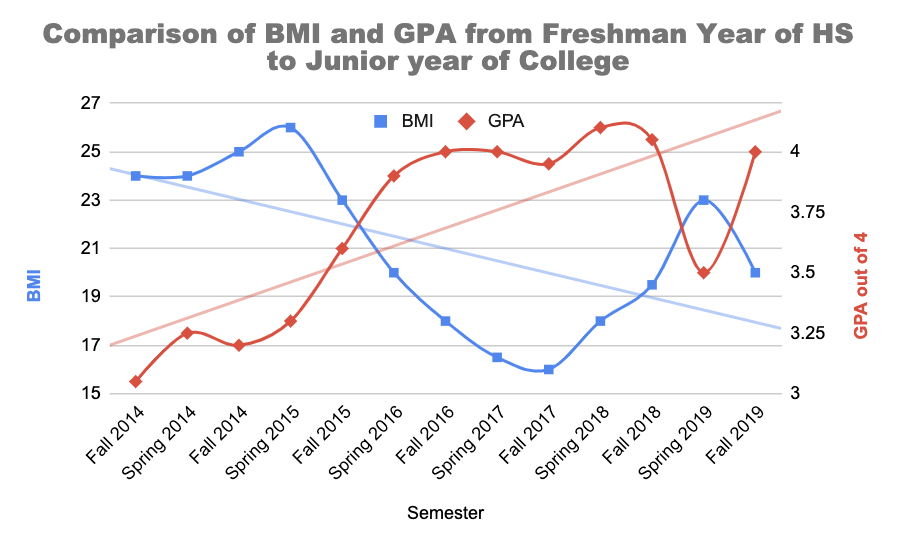 Comparison of BMI and GPA from Freshman Year of HS
to Junior year of College
BMI
GPA
27
25
23
21
19
17
15
4
3.75
3.5
3.25
3
BMI
GPA out of 4
Fall 2014
Spring 2014
Fall 2014
Spring 2015
Fall 2015
Spring 2016
Fall 2016
Spring 2017
Fall 2017
Spring 2018
Fall 2018
Spring 2019
Fall 2019
Semester